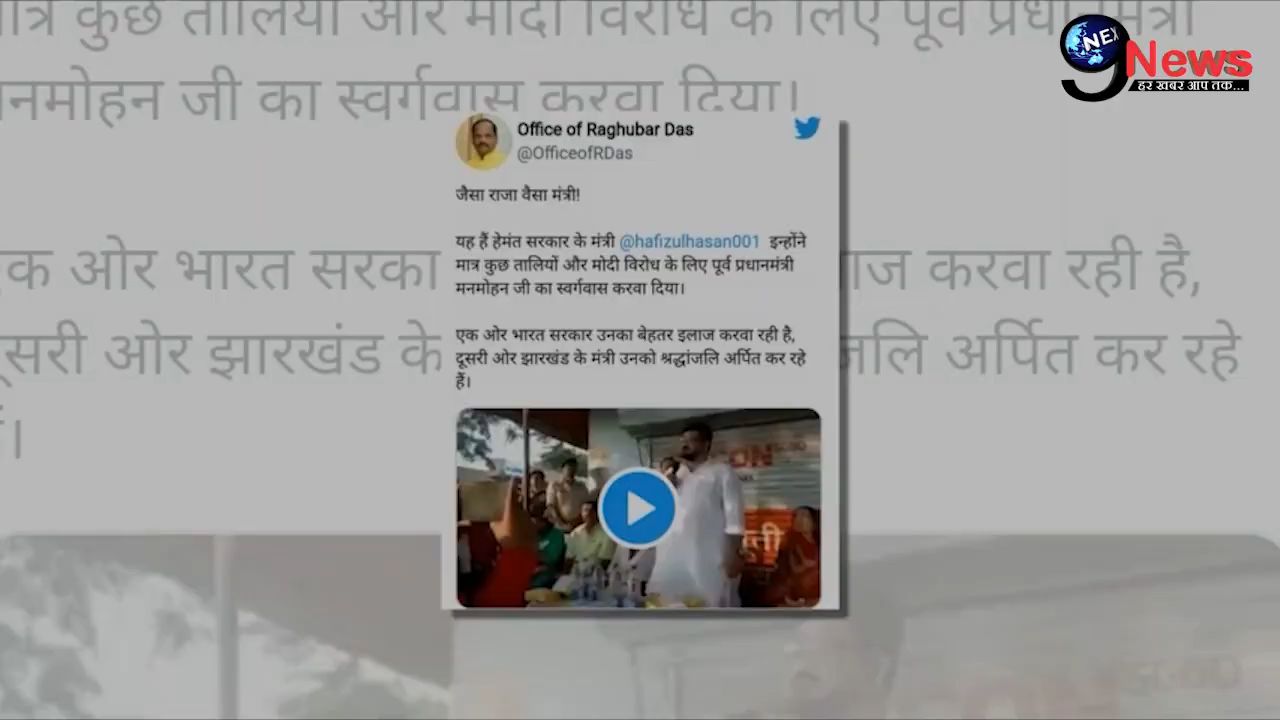 मात्र कुछ तालियों और मोदी विरोध के लिए पूर्व प्रधानमंत्री
मनमोहन जी का स्वर्गवास करवा दिया।
NEX
9 News
हर खबर आप तक...
Office of Raghubar Das
@OfficeofRDas
जैसा राजा वैसा मंत्री!
यह हैं हेमंत सरकार के मंत्री @hafizulhasan001 इन्होंने
मात्र कुछ तालियों और मोदी विरोध के लिए पूर्व प्रधानमंत्री
मनमोहन जी का स्वर्गवास करवा दिया।
एक ओर भारत सरकार उनका बेहतर इलाज करवा रही है,
दूसरी ओर झारखंड के मंत्री उनको श्रद्धांजलि अर्पित कर रहे
हैं।
एक ओर भारत सरका
ाज करवा रही है,
दूसरी ओर झारखंड के
जलि अर्पित कर रहे
ON
ती